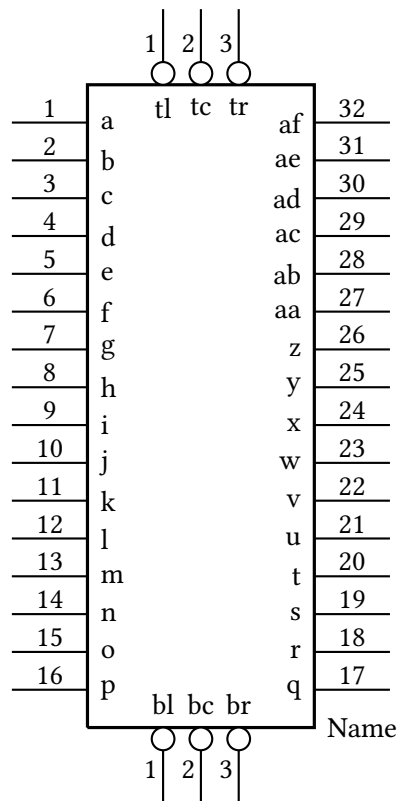 1 2 3
tl tc tr
1 a af 32
2 b ae 31
3 c ad 30
4 d ac 29
5 e ab 28
6 f aa 27
7 g z 26
8 h y 25
9 i x 24
10 j w 23
11 k v 22
12 l u 21
13 m t 20
14 n s 19
15 o r 18
16 p q 17
bl bc br
Name
1 2 3